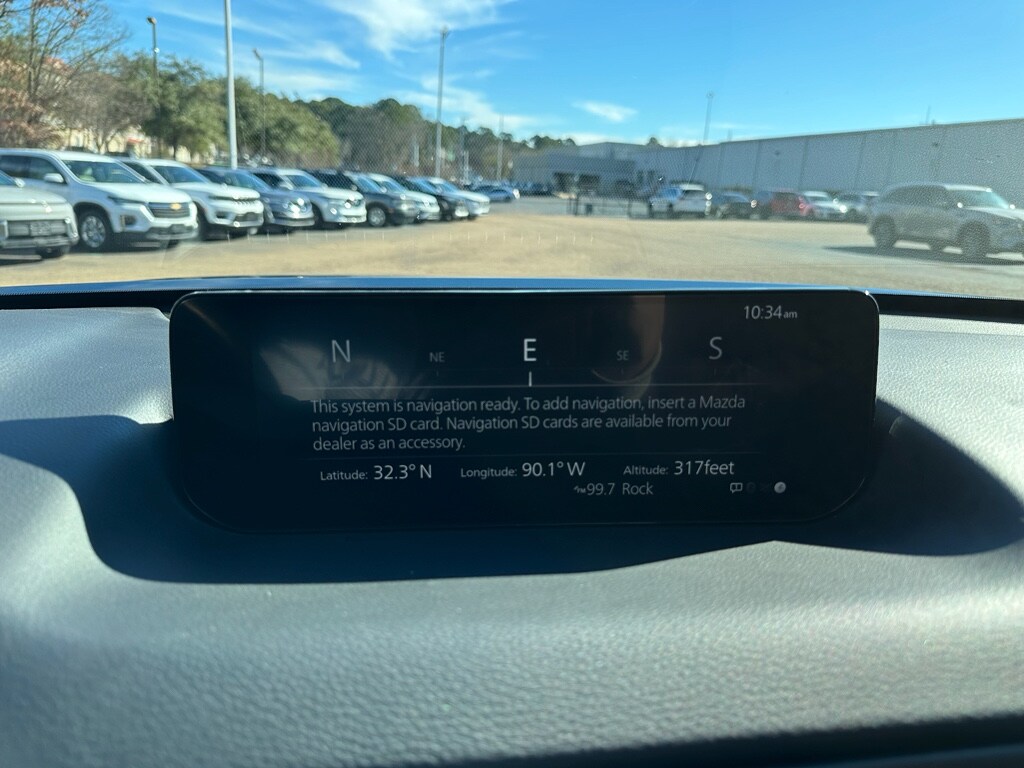 10:34am
N NE E SE S
This system is navigation ready. To add navigation, insert a Mazda
navigation SD card. Navigation SD cards are available from your
dealer as an accessory.
Latitude: 32.3° N Longitude: 90.1° W Altitude: 317feet
FM 99.7 Rock